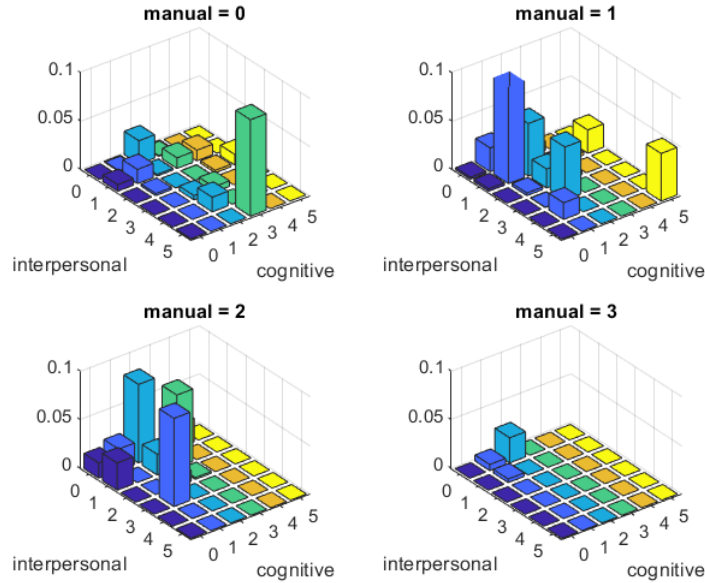 manual = 0
0.1
0.05
0
0 1 2 3 4 5
0 1 2 3 4 5
interpersonal
cognitive
manual = 1
0.1
0.05
0
0 1 2 3 4 5
0 1 2 3 4 5
interpersonal
cognitive
manual = 2
0.1
0.05
0
0 1 2 3 4 5
0 1 2 3 4 5
interpersonal
cognitive
manual = 3
0.1
0.05
0
0 1 2 3 4 5
0 1 2 3 4 5
interpersonal
cognitive